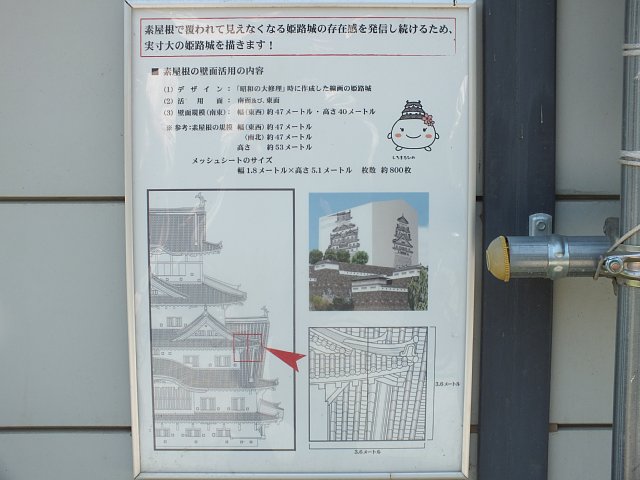 素屋根で覆われて見えなくなる姫路城の存在感を発信し続けるため、
実寸大の姫路城を描きます！
■ 素屋根の壁面活用の内容
（1）デザイン：「昭和の大修理」時に作成した線画の姫路城
（2）活用面：南面及び、東面
（3）壁面規模（南東）：幅（東西）約47メートル・高さ40メートル
※参考：素屋根の規模 幅（東西）約47メートル
（南北）約47メートル
高さ 約53メートル
しろまるひめ
メッシュシートのサイズ
幅1.8メートル×高さ5.1メートル 枚数 約800枚
3.6メートル
3.6メートル